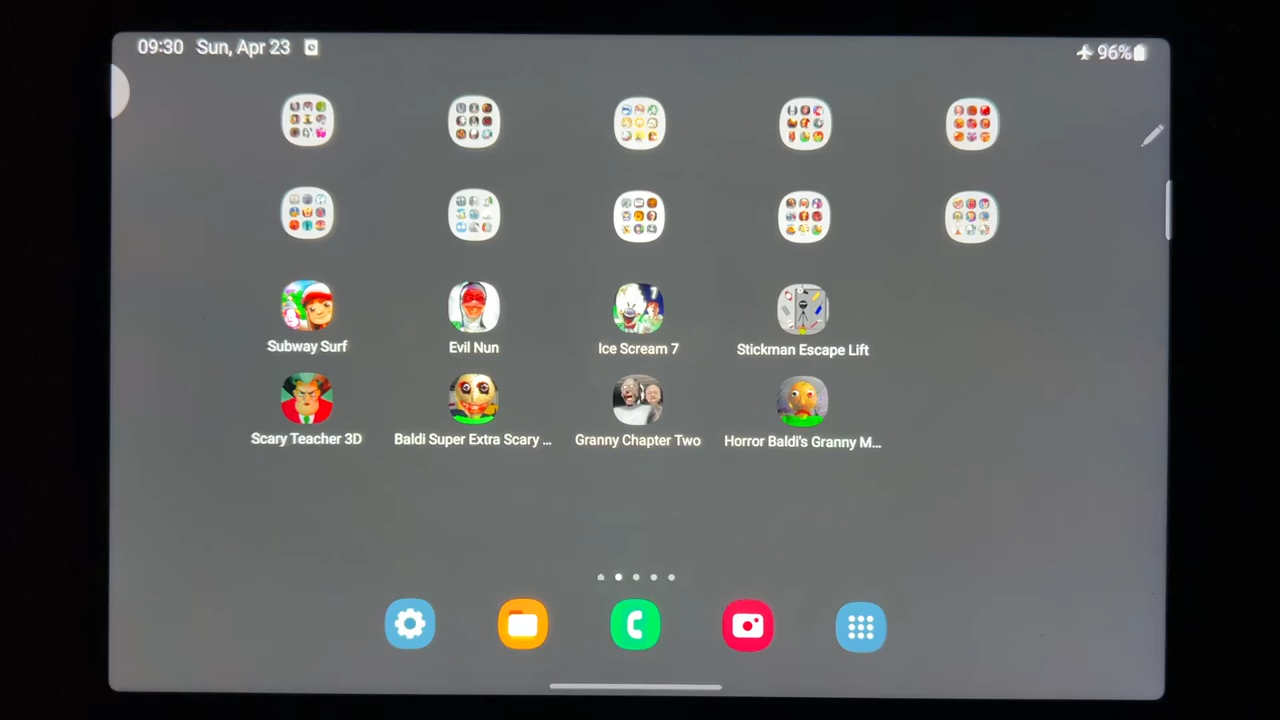 09:30 Sun, Apr 23
96%
Subway Surf
Evil Nun
Ice Scream 7
Stickman Escape Lift
Scary Teacher 3D
Baldi Super Extra Scary ...
Granny Chapter Two
Horror Baldi's Granny M...